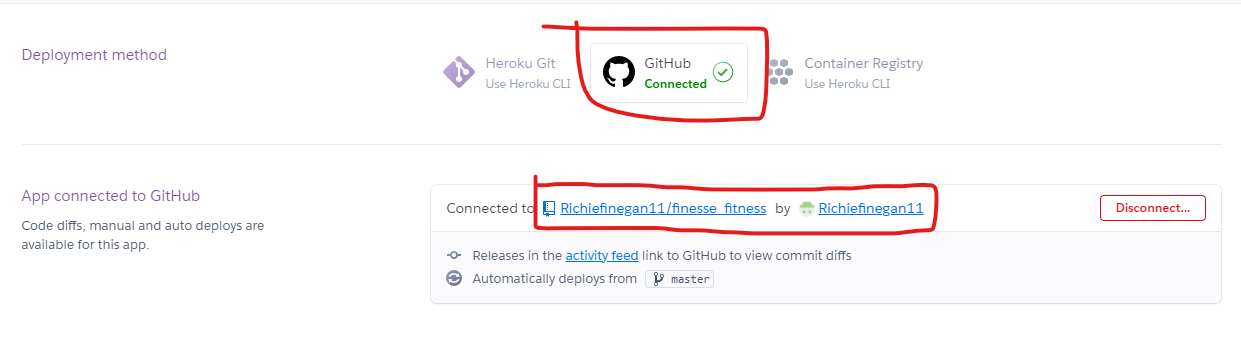 Deployment method
Heroku Git
Use Heroku CLI
GitHub
Connected
Container Registry
Use Heroku CLI
App connected to GitHub
Code diffs, manual and auto deploys are
available for this app.
Connected to Richiefinegan11/finesse_fitness by Richiefinegan11
Disconnect...
Releases in the activity feed link to GitHub to view commit diffs
Automatically deploys from master